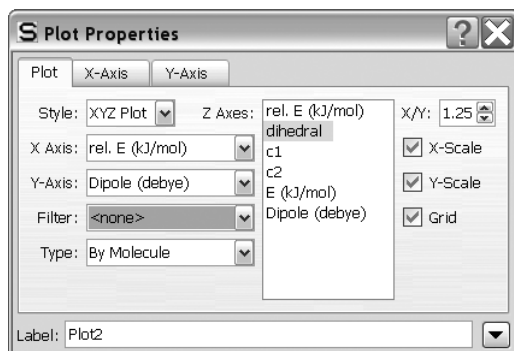 S Plot Properties
Plot X-Axis Y-Axis
Style: XYZ Plot Z Axes: rel. E (kJ/mol) X/Y: 1.25
dihedral
X Axis: rel. E (kJ/mol) c1 X-Scale
c2
Y-Axis: Dipole (debye) E (kJ/mol) Y-Scale
Dipole (debye)
Filter: <none> Grid
Type: By Molecule
Label: Plot2